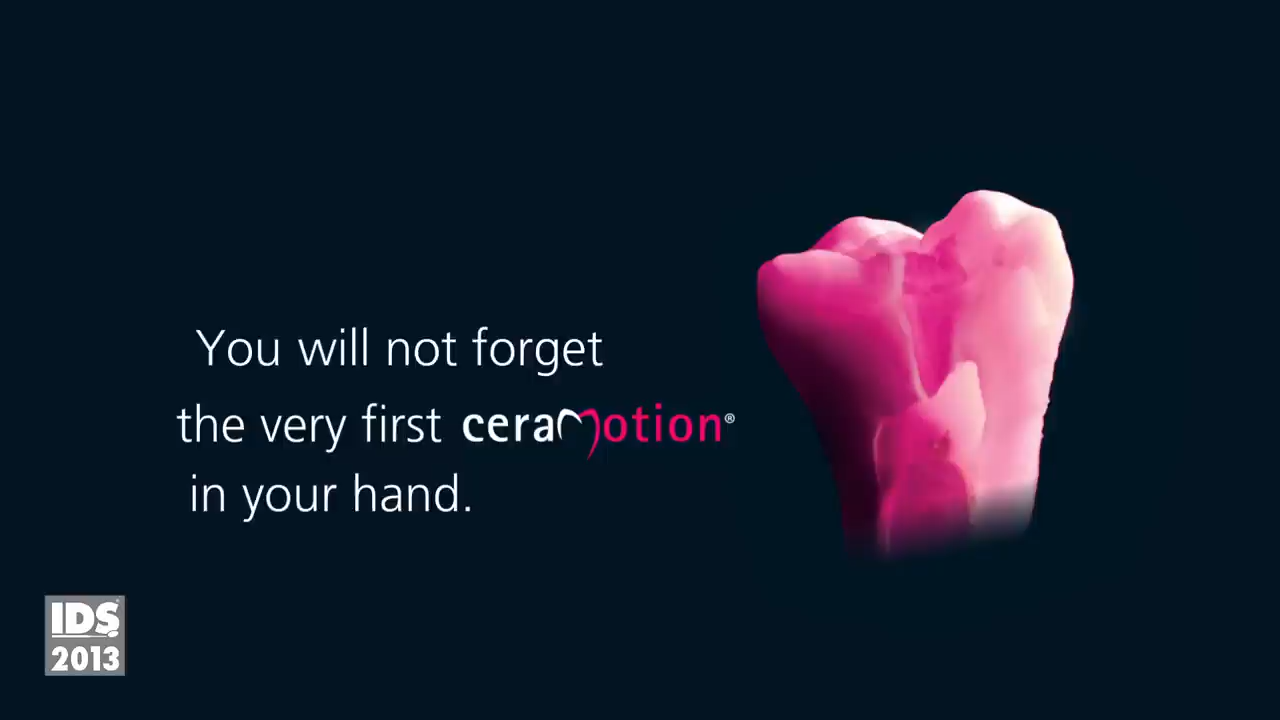 You will not forget
the very first ceramotion®
in your hand.
IDS
2013